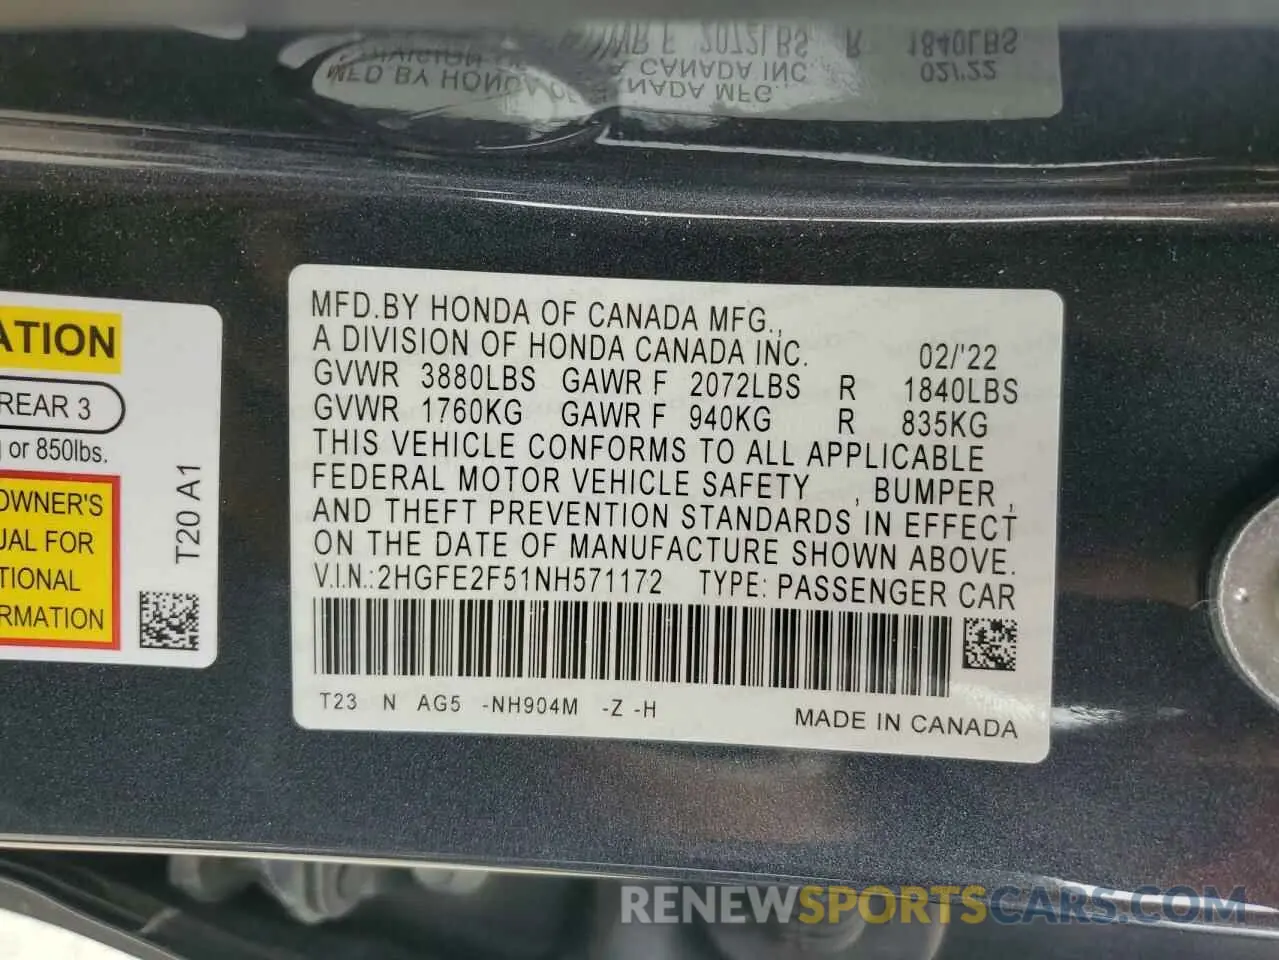 MFD.BY HONDA OF CANADA MFG.,
A DIVISION OF HONDA CANADA INC. 02/'22
GVWR 3880LBS GAWR F 2072LBS R 1840LBS
GVWR 1760KG GAWR F 940KG R 835KG
THIS VEHICLE CONFORMS TO ALL APPLICABLE
FEDERAL MOTOR VEHICLE SAFETY , BUMPER ,
AND THEFT PREVENTION STANDARDS IN EFFECT
ON THE DATE OF MANUFACTURE SHOWN ABOVE.
V.I.N.:2HGFE2F51NH571172 TYPE: PASSENGER CAR
T23 N AG5 -NH904M -Z -H
MADE IN CANADA
ATION
REAR 3
or 850lbs.
OWNER'S
UAL FOR
TIONAL
RMATION
T20 A1
RENEWSPORTSCARS.COM